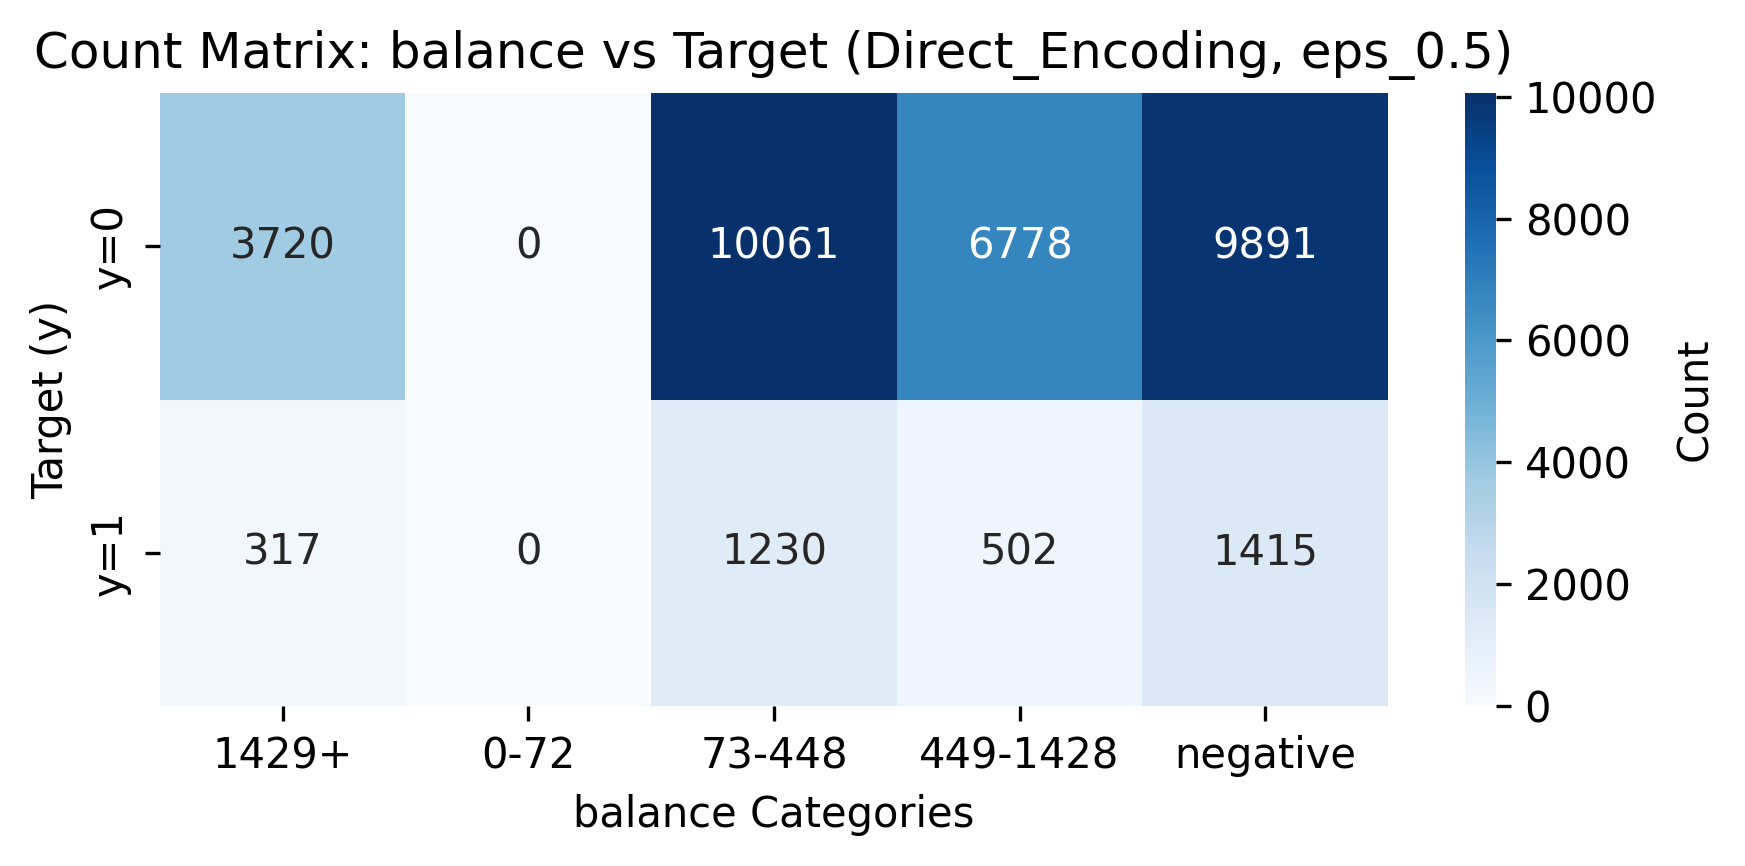 Count Matrix: balance vs Target (Direct_Encoding, eps_0.5)
Target (y)
y=0
3720 0 10061 6778 9891
y=1
317 0 1230 502 1415
1429+ 0-72 73-448 449-1428 negative
balance Categories
10000
8000
6000
4000
2000
0
Count